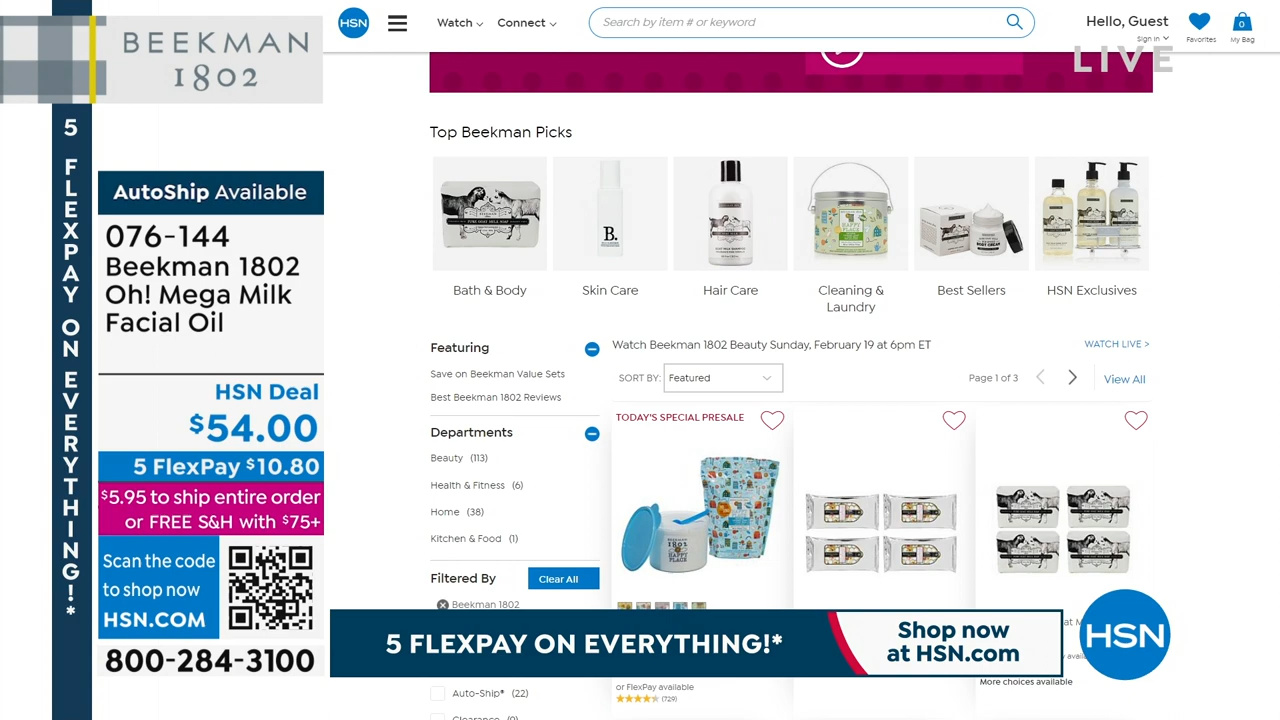 BEEKMAN
1802
5 FLEXPAY ON EVERYTHING!*
AutoShip Available
076-144
Beekman 1802
Oh! Mega Milk
Facial Oil
HSN Deal
$54.00
5 FlexPay $10.80
$5.95 to ship entire order
or FREE S&H with $75+
Scan the code
to shop now
HSN.COM
800-284-3100
HSN
Watch
Connect
Search by item # or keyword
Hello, Guest
Sign In
Favorites
0
My Bag
LIVE
Top Beekman Picks
B.
Bath & Body
Skin Care
Hair Care
Cleaning &
Laundry
Best Sellers
HSN Exclusives
Featuring
Save on Beekman Value Sets
Best Beekman 1802 Reviews
Departments
Beauty (113)
Health & Fitness (6)
Home (38)
Kitchen & Food (1)
Filtered By
Clear All
Beekman 1802
Auto-Ship® (22)
Clearance (9)
Watch Beekman 1802 Beauty Sunday, February 19 at 6pm ET
WATCH LIVE >
SORT BY:
Featured
Page 1 of 3
View All
TODAY'S SPECIAL PRESALE
BEEKMAN
1802
HAPPY
PLACE
or FlexPay available
(729)
More choices available
5 FLEXPAY ON EVERYTHING!*
Shop now
at HSN.com
HSN